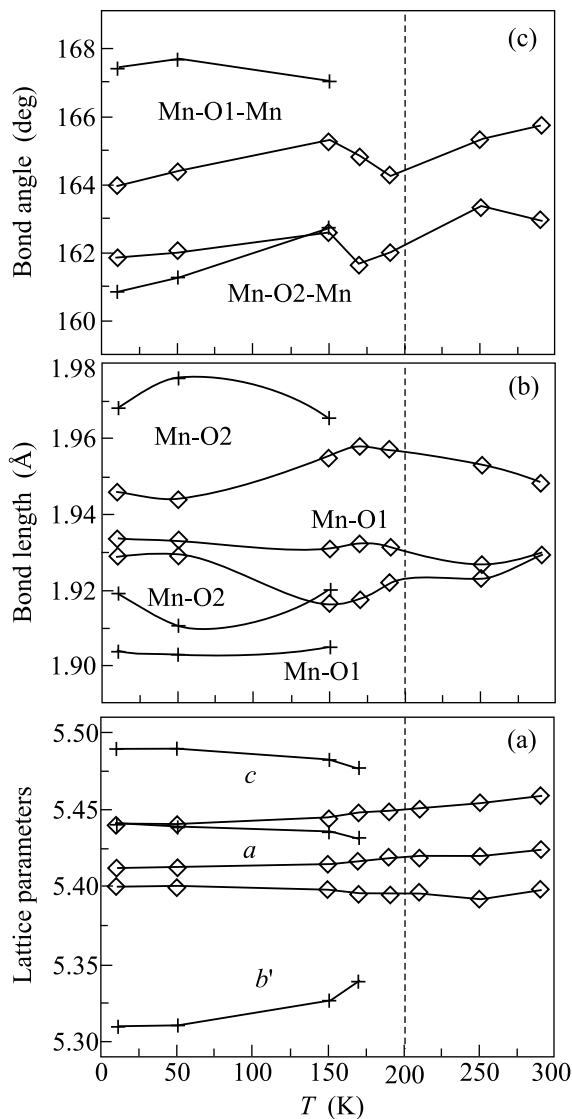 168
166
164
162
160
Bond angle (deg)
(c)
Mn-O1-Mn
Mn-O2-Mn
1.98
1.96
1.94
1.92
1.90
Bond length (Å)
(b)
Mn-O2
Mn-O1
Mn-O2
Mn-O1
5.50
5.45
5.40
5.30
5.30
Lattice parameters
(a)
c
a
b'
0 50 100 150 200 200 300
T (K)